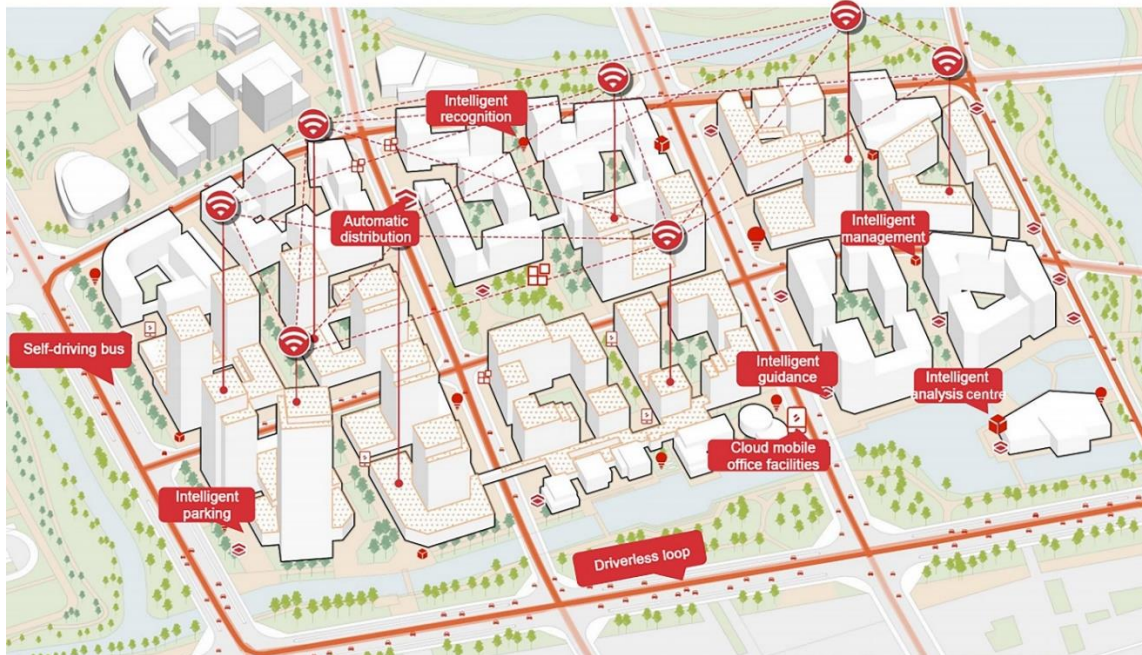 Intelligent
recognition
Automatic
distribution
Intelligent
management
Self-driving bus
Intelligent
guidance
Intelligent
analysis centre
Cloud mobile
office facilities
Intelligent
parking
Driverless loop